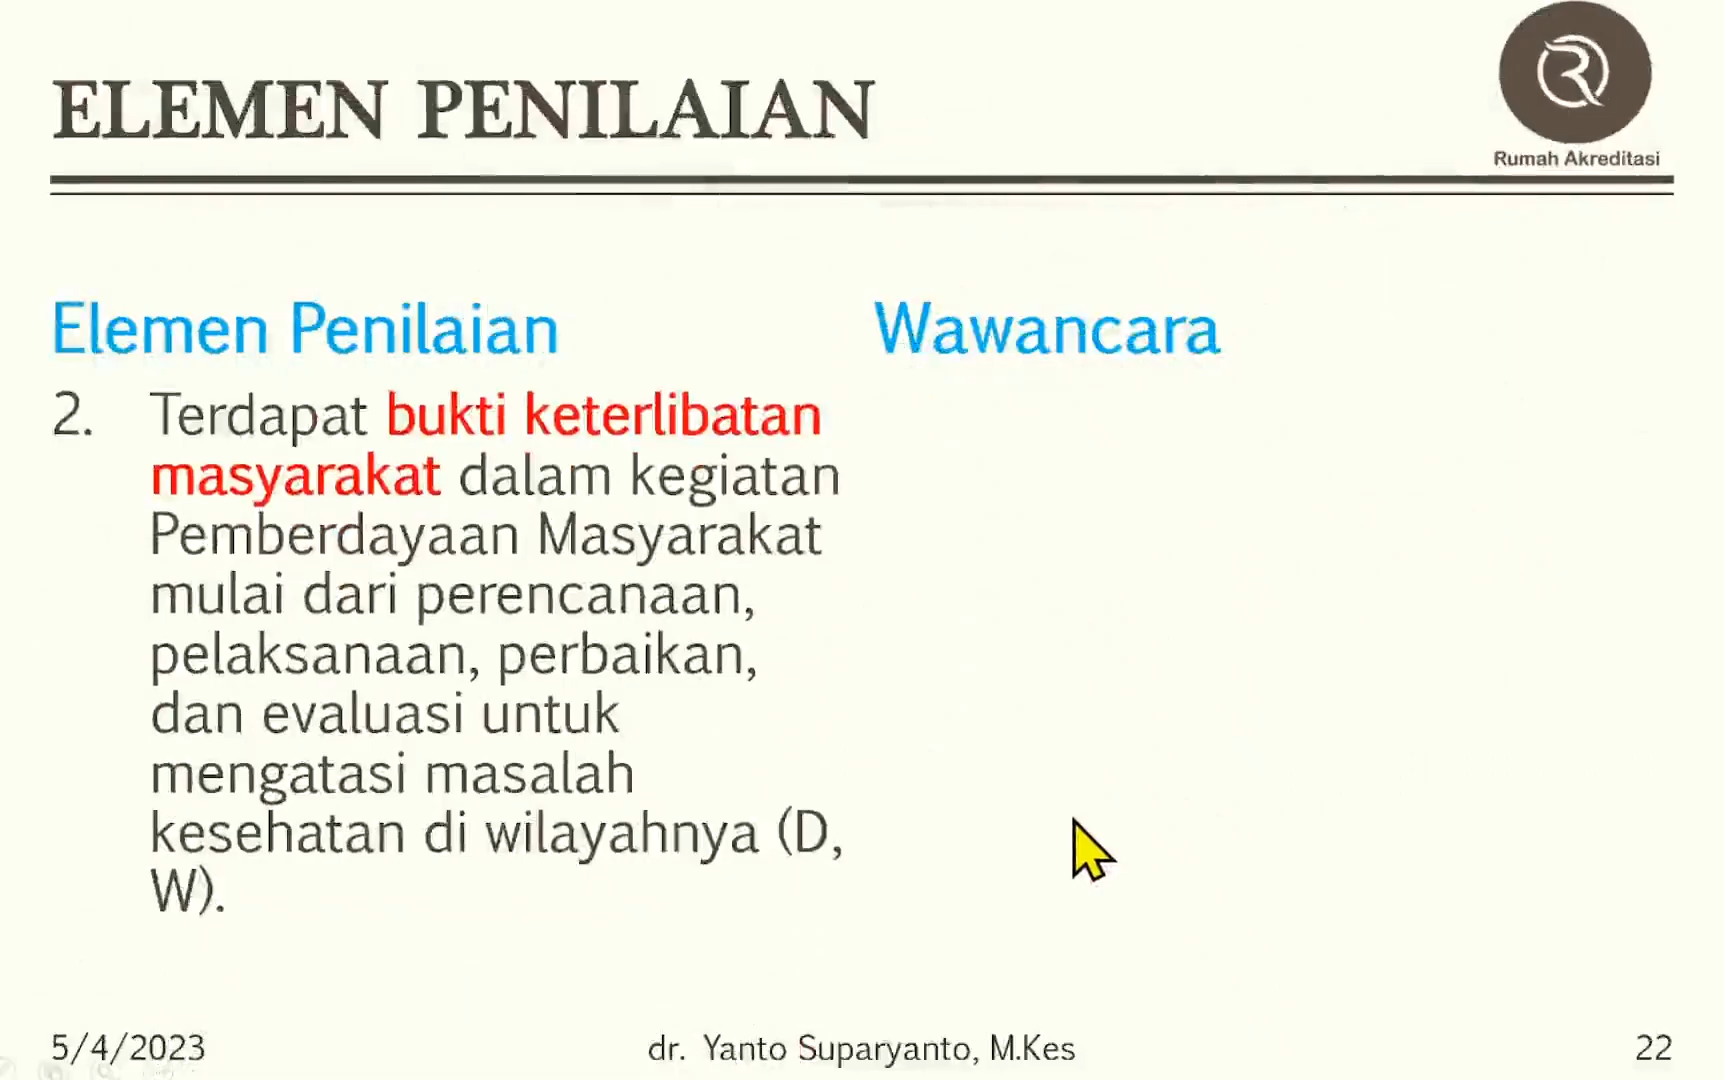 ELEMEN PENILAIAN
Rumah Akreditasi
Elemen Penilaian
2. Terdapat bukti keterlibatan
masyarakat dalam kegiatan
Pemberdayaan Masyarakat
mulai dari perencanaan,
pelaksanaan, perbaikan,
dan evaluasi untuk
mengatasi masalah
kesehatan di wilayahnya (D,
W).
Wawancara
5/4/2023
dr. Yanto Suparyanto, M.Kes
22